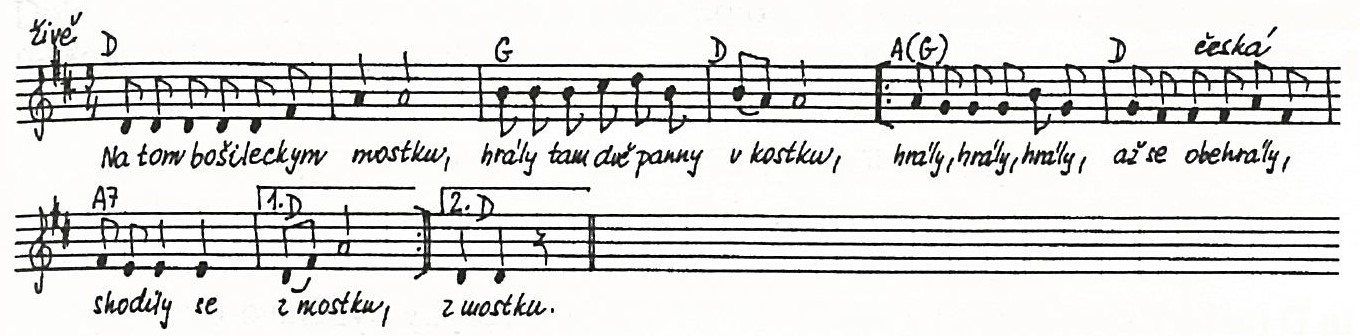 živě
D G D A(G) D česká
Na tom bošileckym mostku, hrály tam dvě panny v kostku, hrály, hrály, hrály, až se obehrály,
A7 1. D 2. D
shodily se z mostku, z mostku.